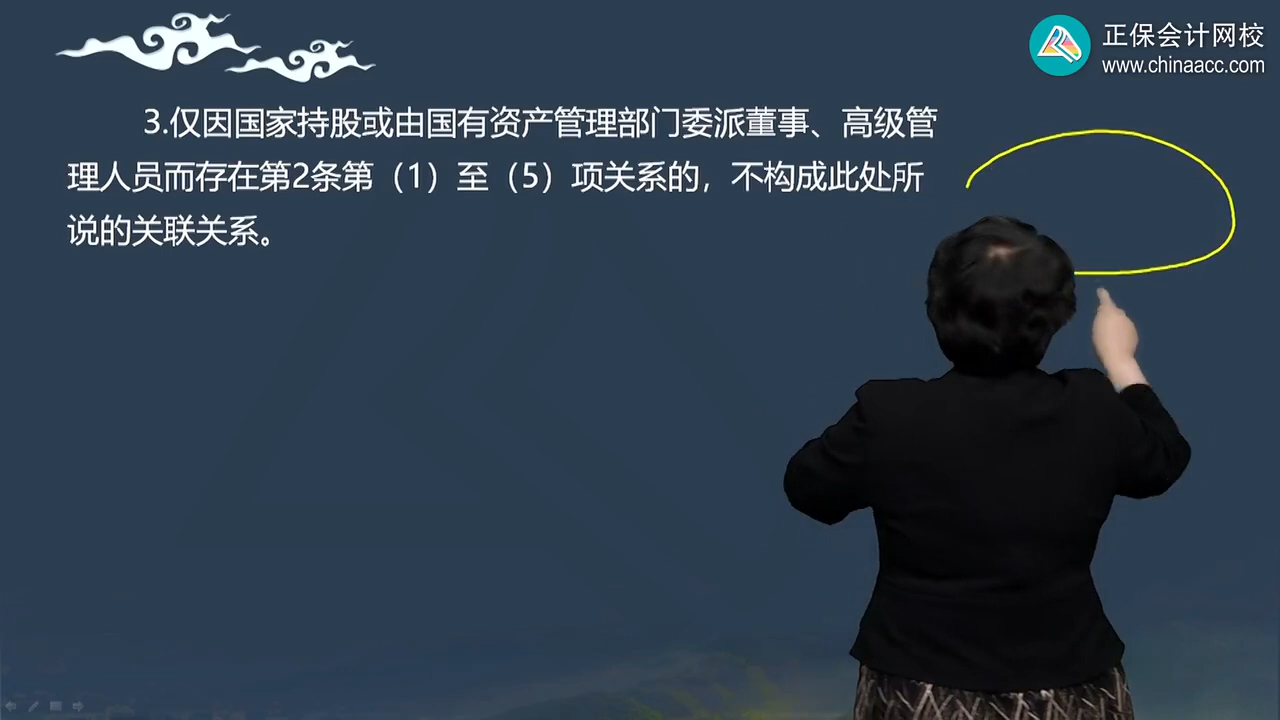 正保会计网校
www.chinaacc.com
3.仅因国家持股或由国有资产管理部门委派董事、高级管
理人员而存在第2条第（1）至（5）项关系的，不构成此处所
说的关联关系。